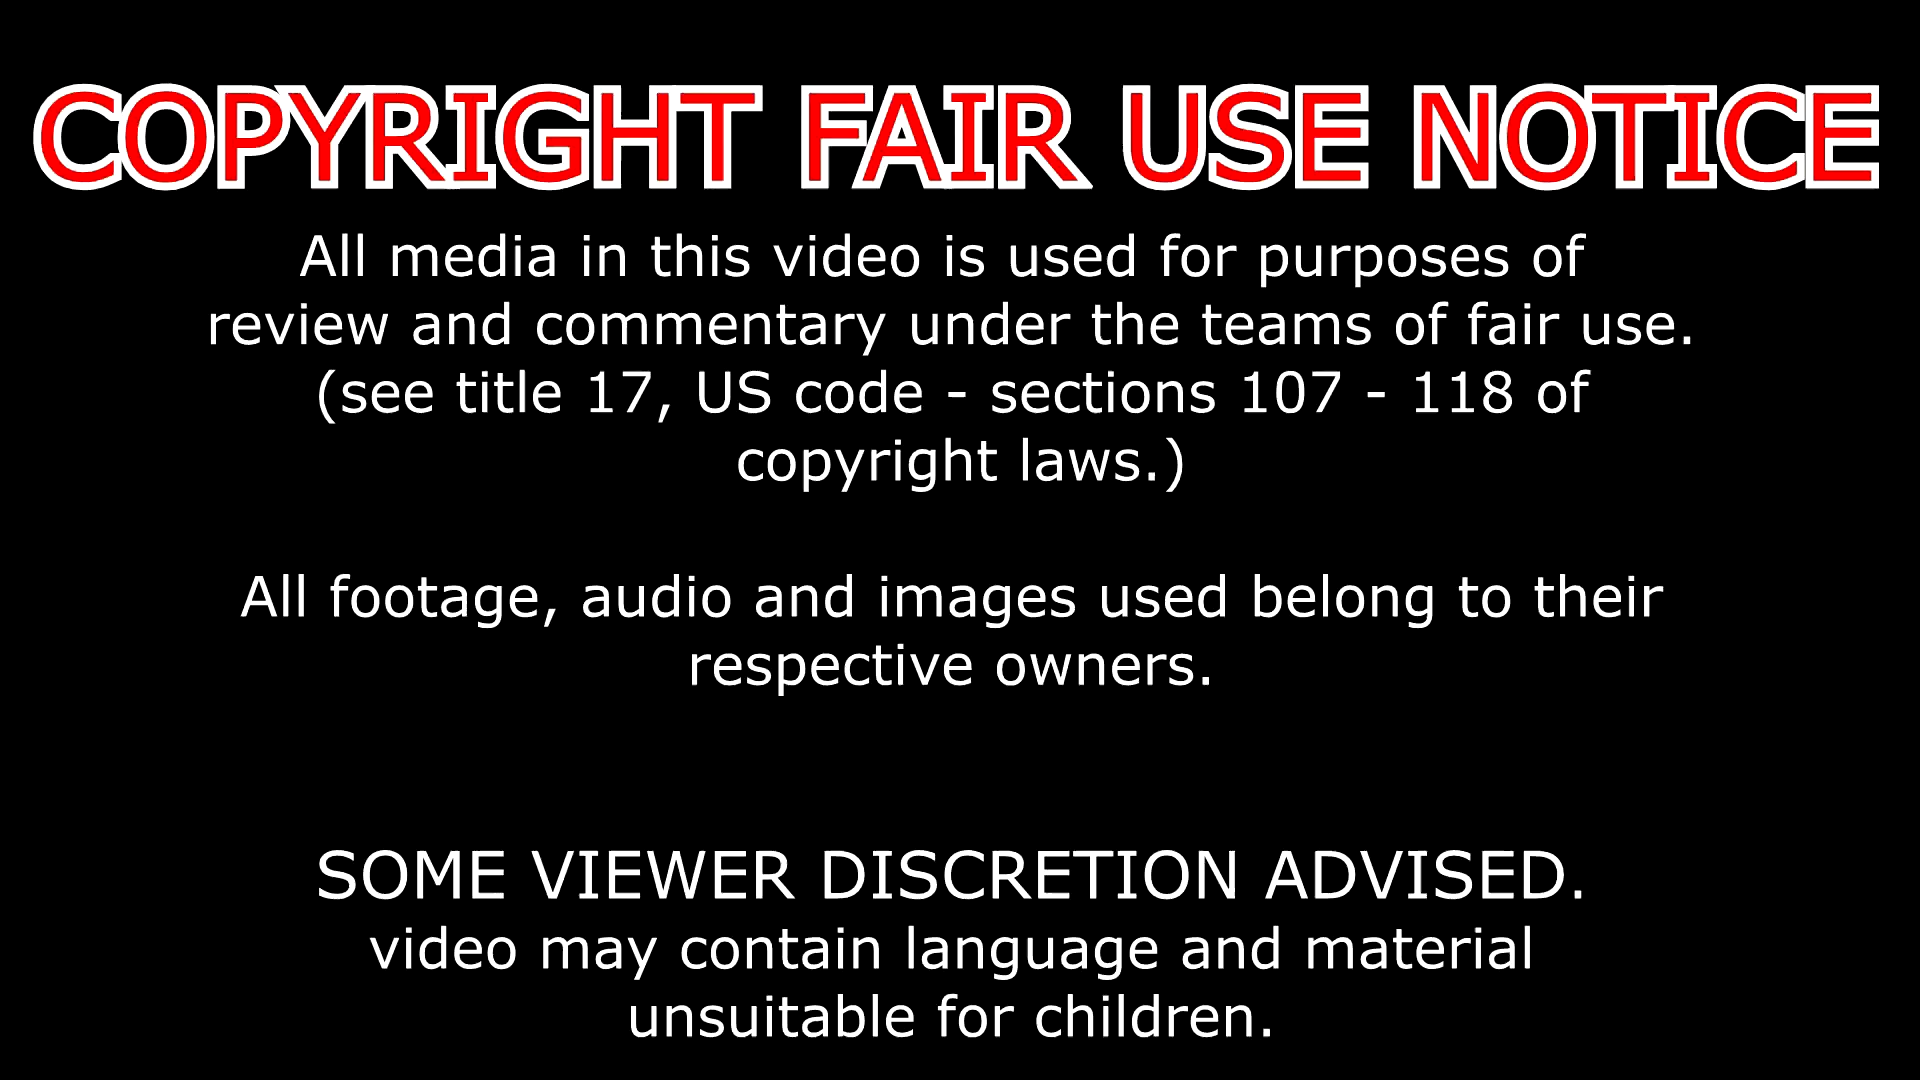 COPYRIGHT FAIR USE NOTICE
All media in this video is used for purposes of
review and commentary under the teams of fair use.
(see title 17, US code - sections 107 - 118 of
copyright laws.)
All footage, audio and images used belong to their
respective owners.
SOME VIEWER DISCRETION ADVISED.
video may contain language and material
unsuitable for children.